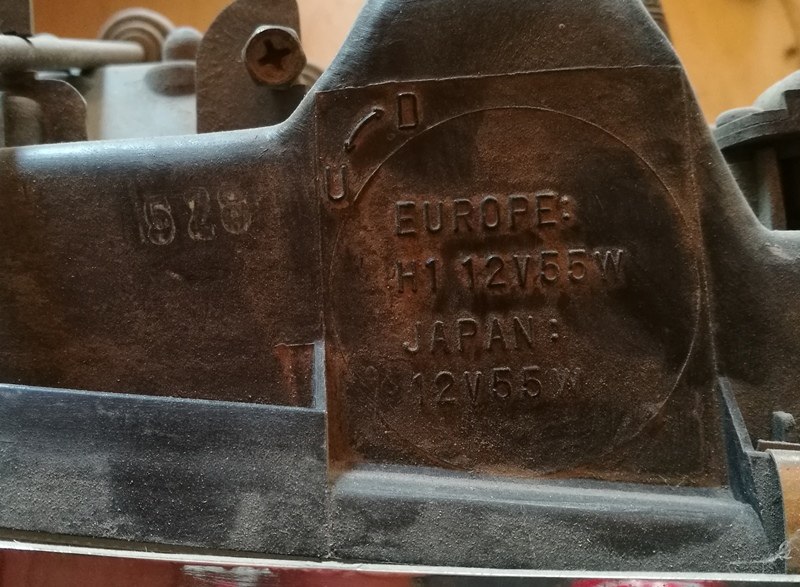 D
U
EUROPE:
H1 12V55W
JAPAN:
12V55W